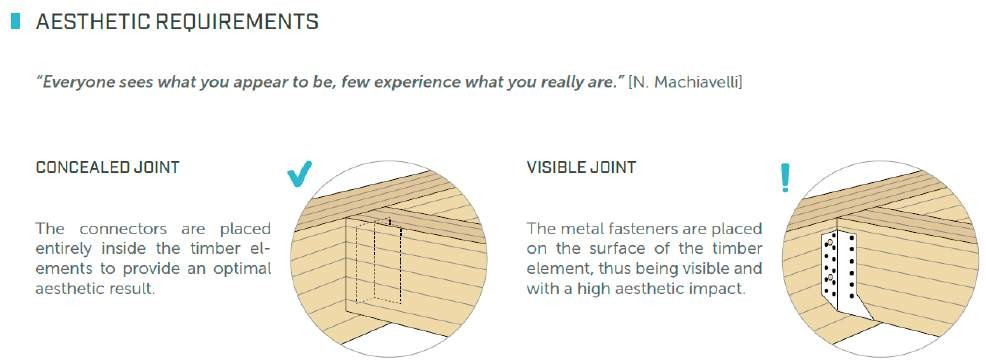 AESTHETIC REQUIREMENTS
“Everyone sees what you appear to be, few experience what you really are.” [N. Machiavelli]
CONCEALED JOINT
The connectors are placed
entirely inside the timber el-
ements to provide an optimal
aesthetic result.
VISIBLE JOINT
!
The metal fasteners are placed
on the surface of the timber
element, thus being visible and
with a high aesthetic impact.